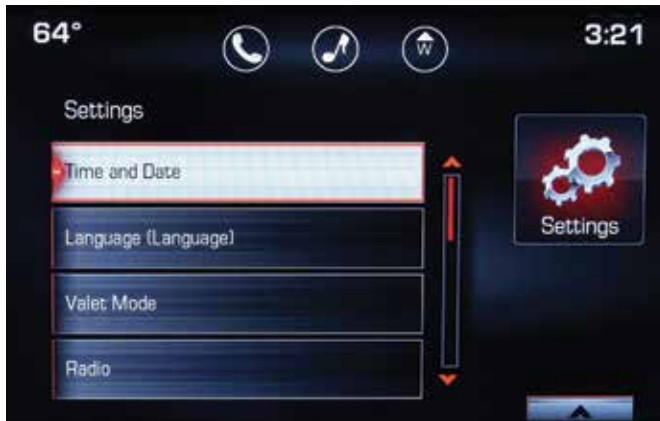 64°
W
3:21
Settings
Time and Date
Language (Language)
Valet Mode
Radio
Settings